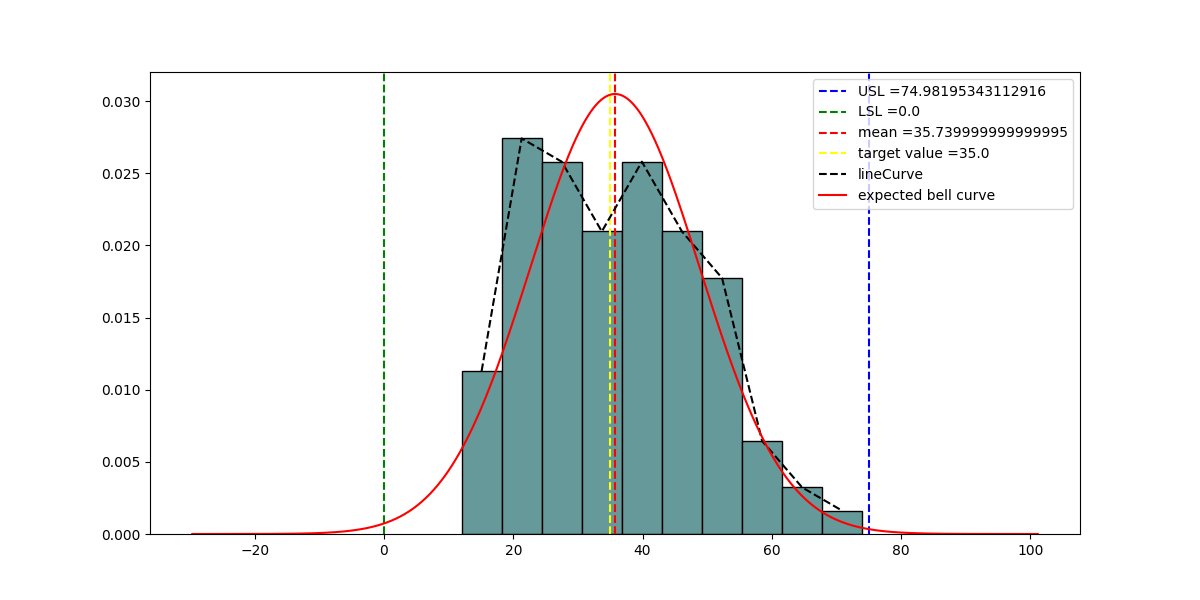 USL =74.98195343112916
LSL =0.0
mean =35.739999999999995
target value =35.0
lineCurve
expected bell curve
0.030
0.025
0.020
0.015
0.010
0.005
0.000
−20 0 20 40 60 80 100